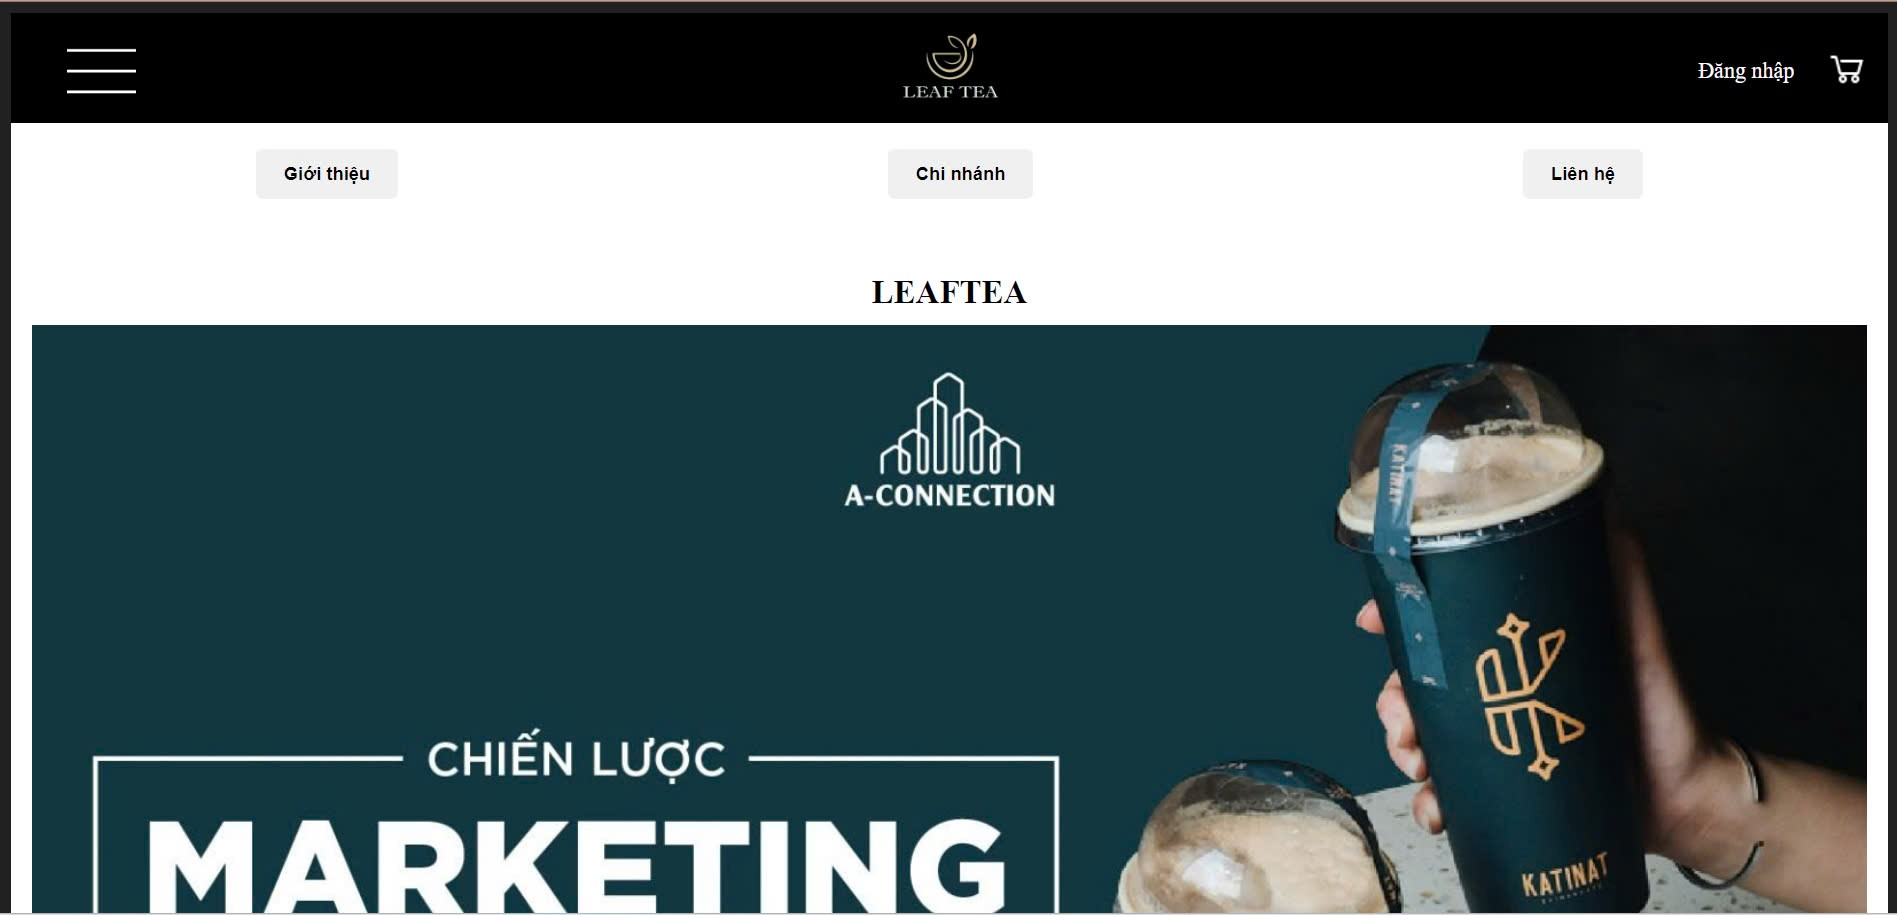 LEAF TEA
Đăng nhập
Giới thiệu
Chi nhánh
Liên hệ
LEAFTEA
A-CONNECTION
KATINAT
CHIẾN LƯỢC
MARKETING
KATINAT